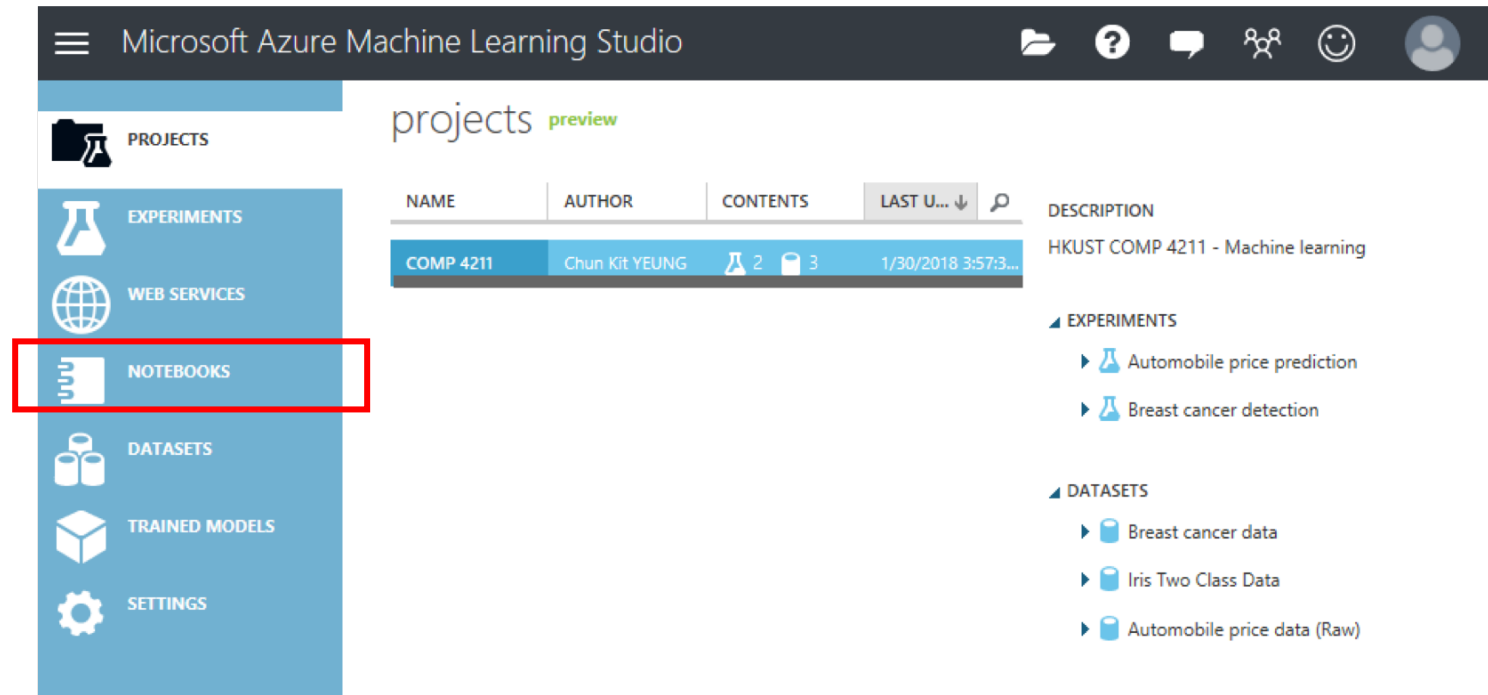 Microsoft Azure Machine Learning Studio
PROJECTS
EXPERIMENTS
WEB SERVICES
NOTEBOOKS
DATASETS
TRAINED MODELS
SETTINGS
projects preview
NAME AUTHOR CONTENTS LAST U...
COMP 4211 Chun Kit YEUNG 2 3 1/30/2018 3:57:3...
DESCRIPTION
HKUST COMP 4211 - Machine learning
EXPERIMENTS
Automobile price prediction
Breast cancer detection
DATASETS
Breast cancer data
Iris Two Class Data
Automobile price data (Raw)